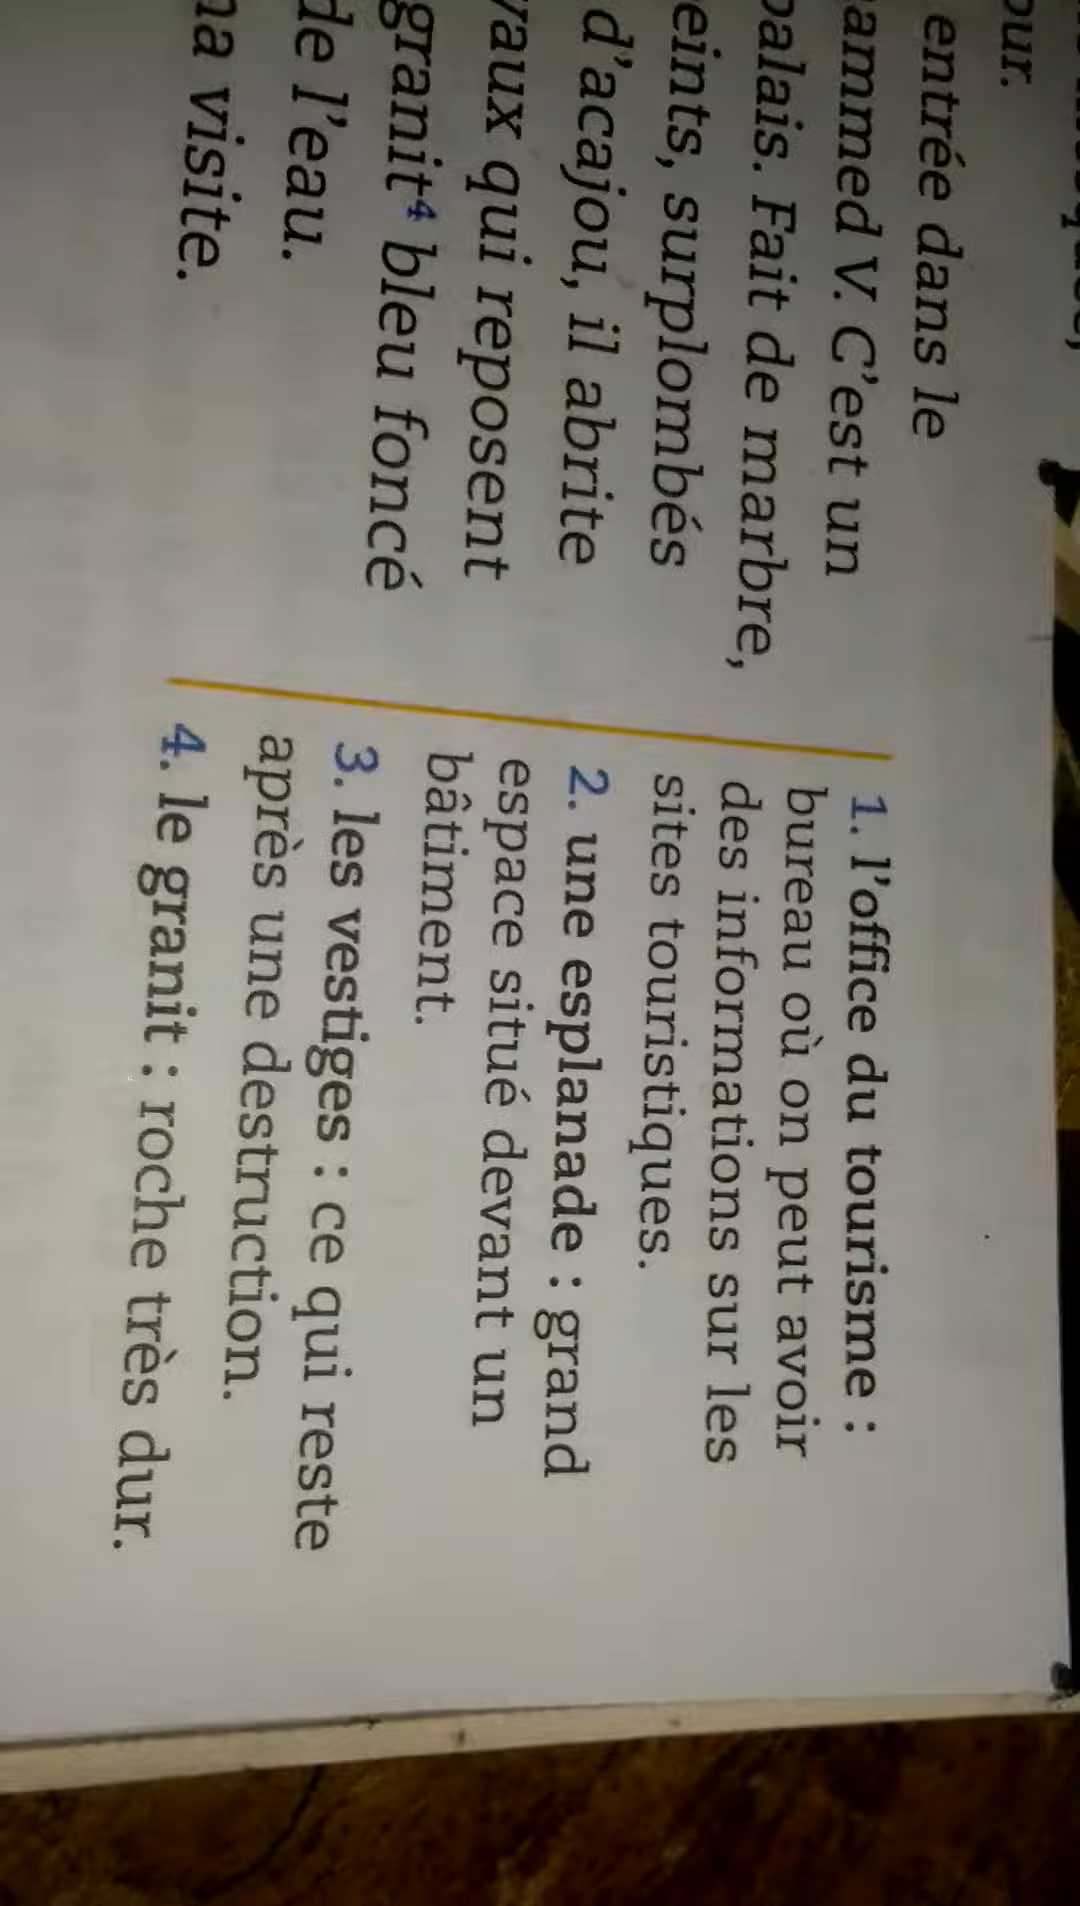 our.
entrée dans le
ammed V. C'est un
palais. Fait de marbre,
eints, surplombés
d'acajou, il abrite
vaux qui reposent
granit⁴ bleu foncé
de l'eau.
na visite.
1. l'office du tourisme :
bureau où on peut avoir
des informations sur les
sites touristiques.
2. une esplanade : grand
espace situé devant un
bâtiment.
3. les vestiges : ce qui reste
après une destruction.
4. le granit : roche très dur.